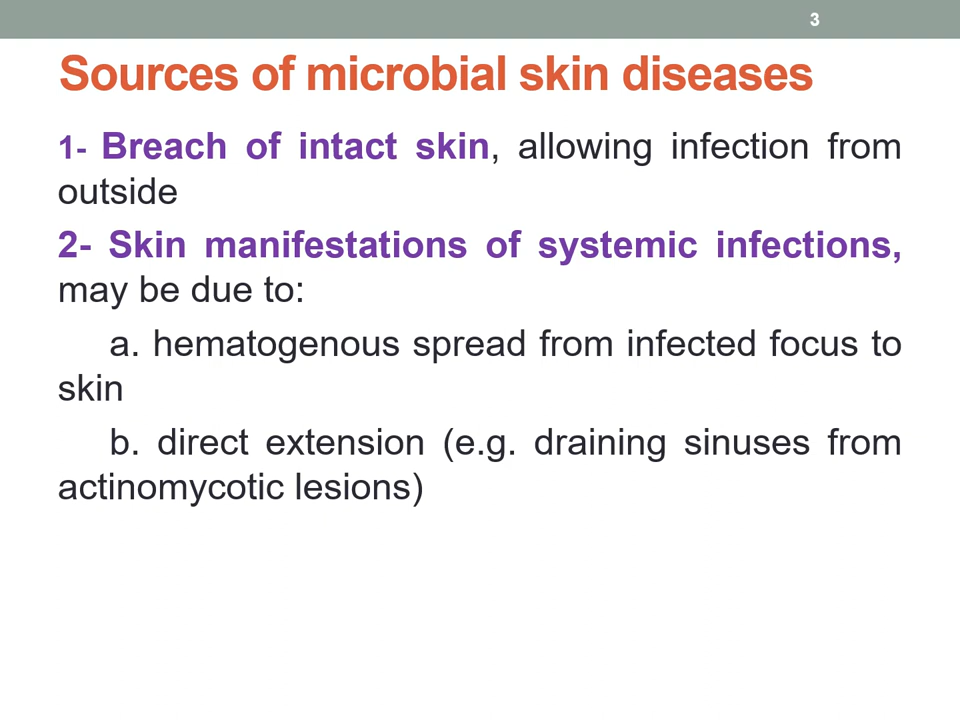 3
Sources of microbial skin diseases
1- Breach of intact skin, allowing infection from
outside
2- Skin manifestations of systemic infections,
may be due to:
a. hematogenous spread from infected focus to
skin
b. direct extension (e.g. draining sinuses from
actinomycotic lesions)